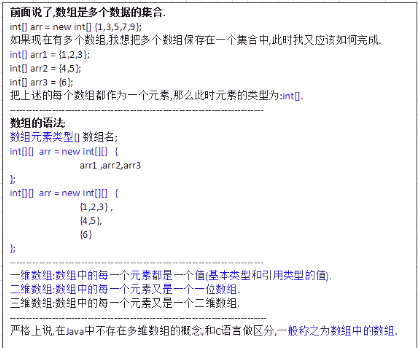 前面说了,数组是多个数据的集合.
int[] arr = new int[] {1,3,5,7,9};
如果现在有多个数组,我想把多个数组保存在一个集合中,此时我又应该如何完成.
int[] arr1 = {1,2,3};
int[] arr2 = {4,5};
int[] arr3 = {6};
把上述的每个数组都作为一个元素,那么此时元素的类型为:int[].
数组的语法:
数组元素类型[] 数组名;
int[][] arr = new int[][] {
arr1 ,arr2,arr3
};
int[][] arr = new int[][] {
{1,2,3} ,
{4,5},
{6}
};
一维数组:数组中的每一个元素都是一个值(基本类型和引用类型的值).
二维数组:数组中的每一个元素又是一个一位数组.
三维数组:数组中的每一个元素又是一个二维数组.
严格上说,在Java中不存在多维数组的概念,和C语言做区分,一般称之为数组中的数组.